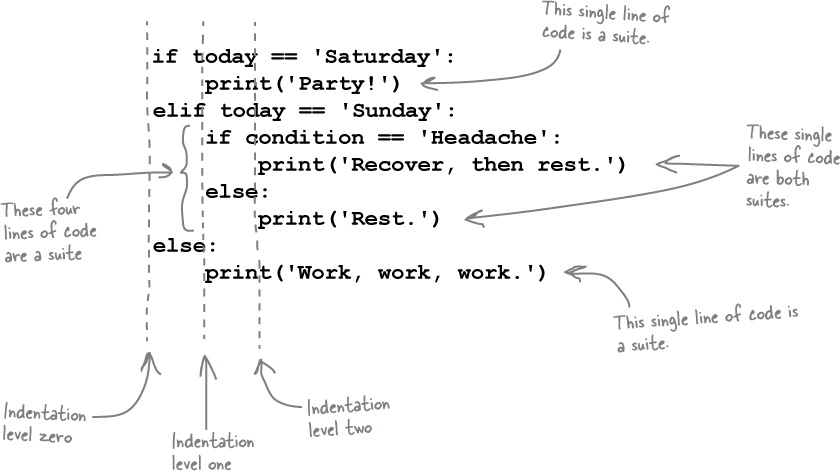 This single line of
code is a suite.
if today == 'Saturday':
    print('Party!')
elif today == 'Sunday':
    if condition == 'Headache':
        print('Recover, then rest.')
    else:
        print('Rest.')
else:
    print('Work, work, work.')
These single
lines of code
are both
suites.
These four
lines of code
are a suite
This single line of code is
a suite.
Indentation
level zero
Indentation
level one
Indentation
level two